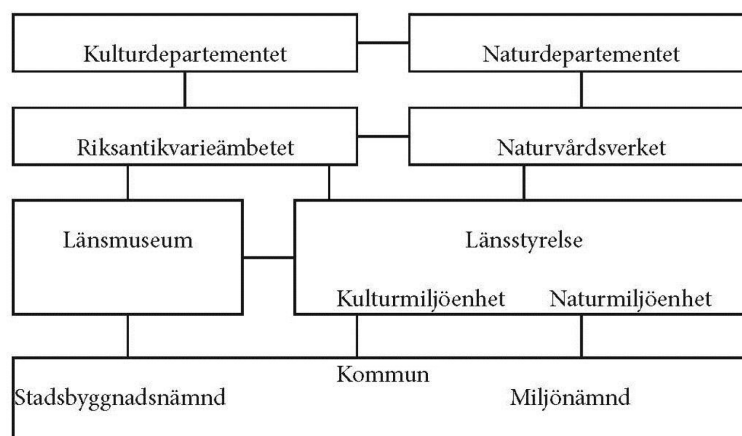 Kulturdepartementet Naturdepartementet
Riksantikvarieämbetet Naturvårdsverket
Länsmuseum Länsstyrelse
Kulturmiljöenhet Naturmiljöenhet
Kommun
Stadsbyggnadsnämnd Miljönämnd